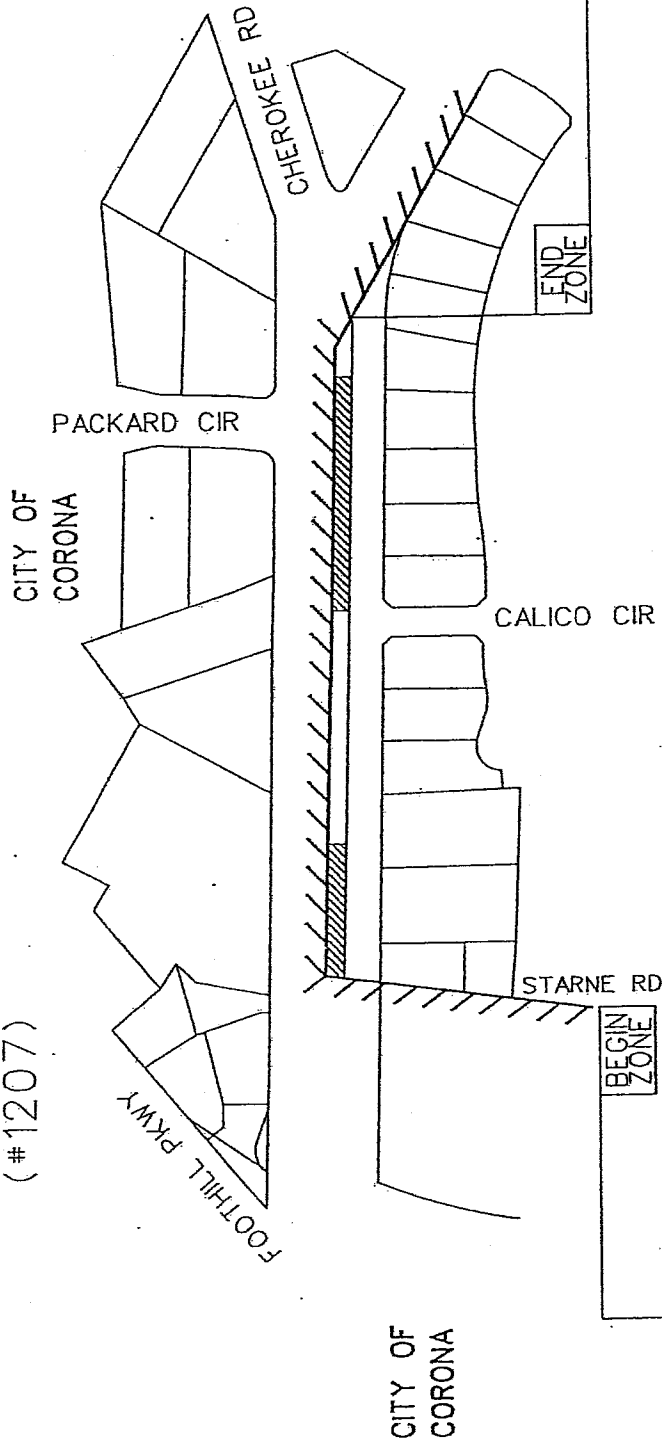 (#1207)
CITY OF
CORONA
CHEROKEE RD
PACKARD CIR
FOOTHILL PKWY
CALICO CIR
STARNE RD
END
ZONE
BEGIN
ZONE
CITY OF
CORONA